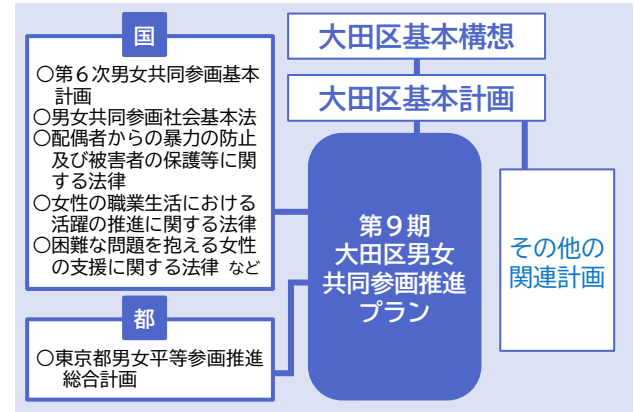 国
○第６次男女共同参画基本
計画
○男女共同参画社会基本法
○配偶者からの暴力の防止
及び被害者の保護等に関
する法律
○女性の職業生活における
活躍の推進に関する法律
○困難な問題を抱える女性
の支援に関する法律 など
都
○東京都男女平等参画推進
総合計画
大田区基本構想
大田区基本計画
第９期
大田区男女
共同参画推進
プラン
その他の
関連計画